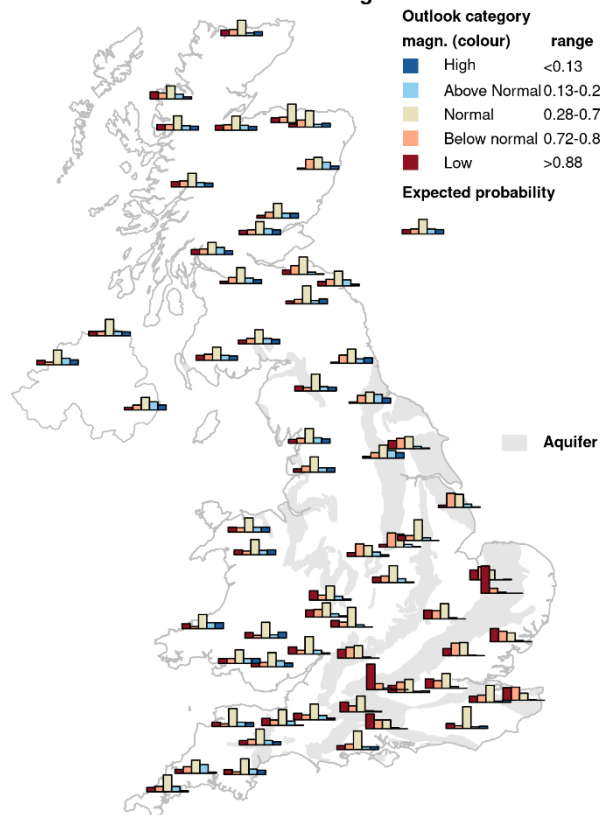 Outlook category
magn. (colour) range
High <0.13
Above Normal 0.13-0.2
Normal 0.28-0.7
Below normal 0.72-0.8
Low >0.88
Expected probability
Aquifer